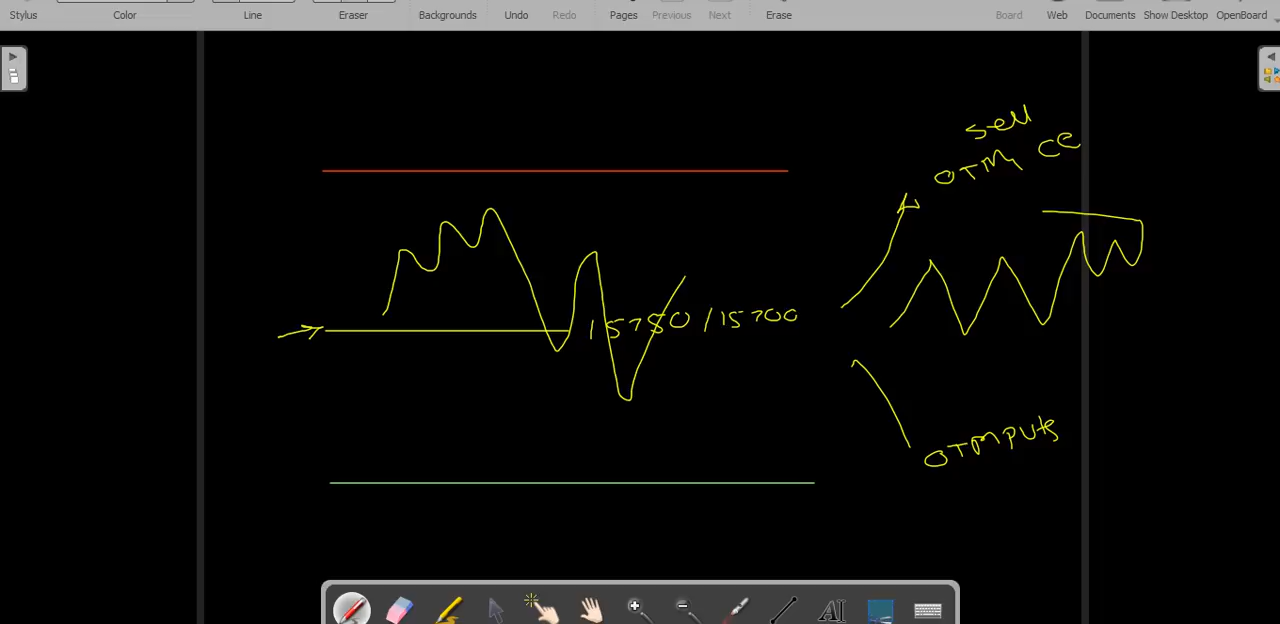 Stylus Color Line Eraser Backgrounds Undo Redo Pages Previous Next Erase Board Web Documents Show Desktop OpenBoard
Sell
OTM CE
15750 / 15700
OTM puts
AI